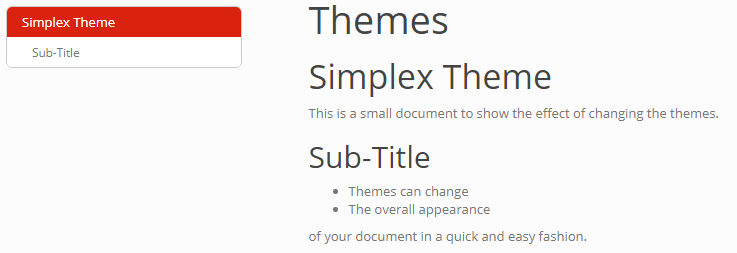 Simplex Theme
Sub-Title
Themes
Simplex Theme
This is a small document to show the effect of changing the themes.
Sub-Title
Themes can change
The overall appearance
of your document in a quick and easy fashion.